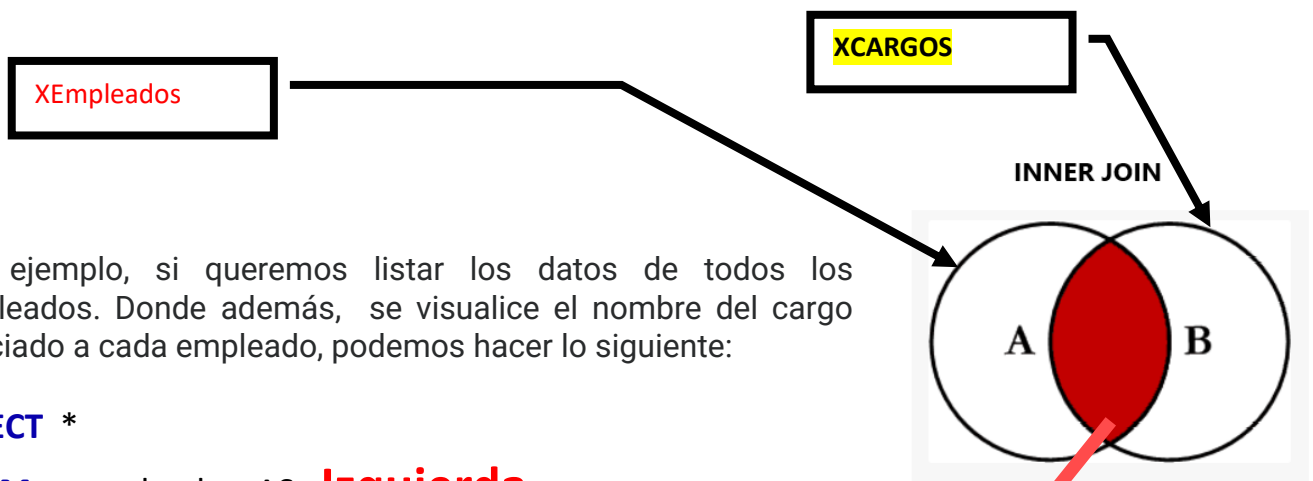 XCARGOS
XEmpleados
INNER JOIN
ejemplo, si queremos listar los datos de todos los
leados. Donde además, se visualice el nombre del cargo
ciado a cada empleado, podemos hacer lo siguiente:
A B
ECT *
Izquierda